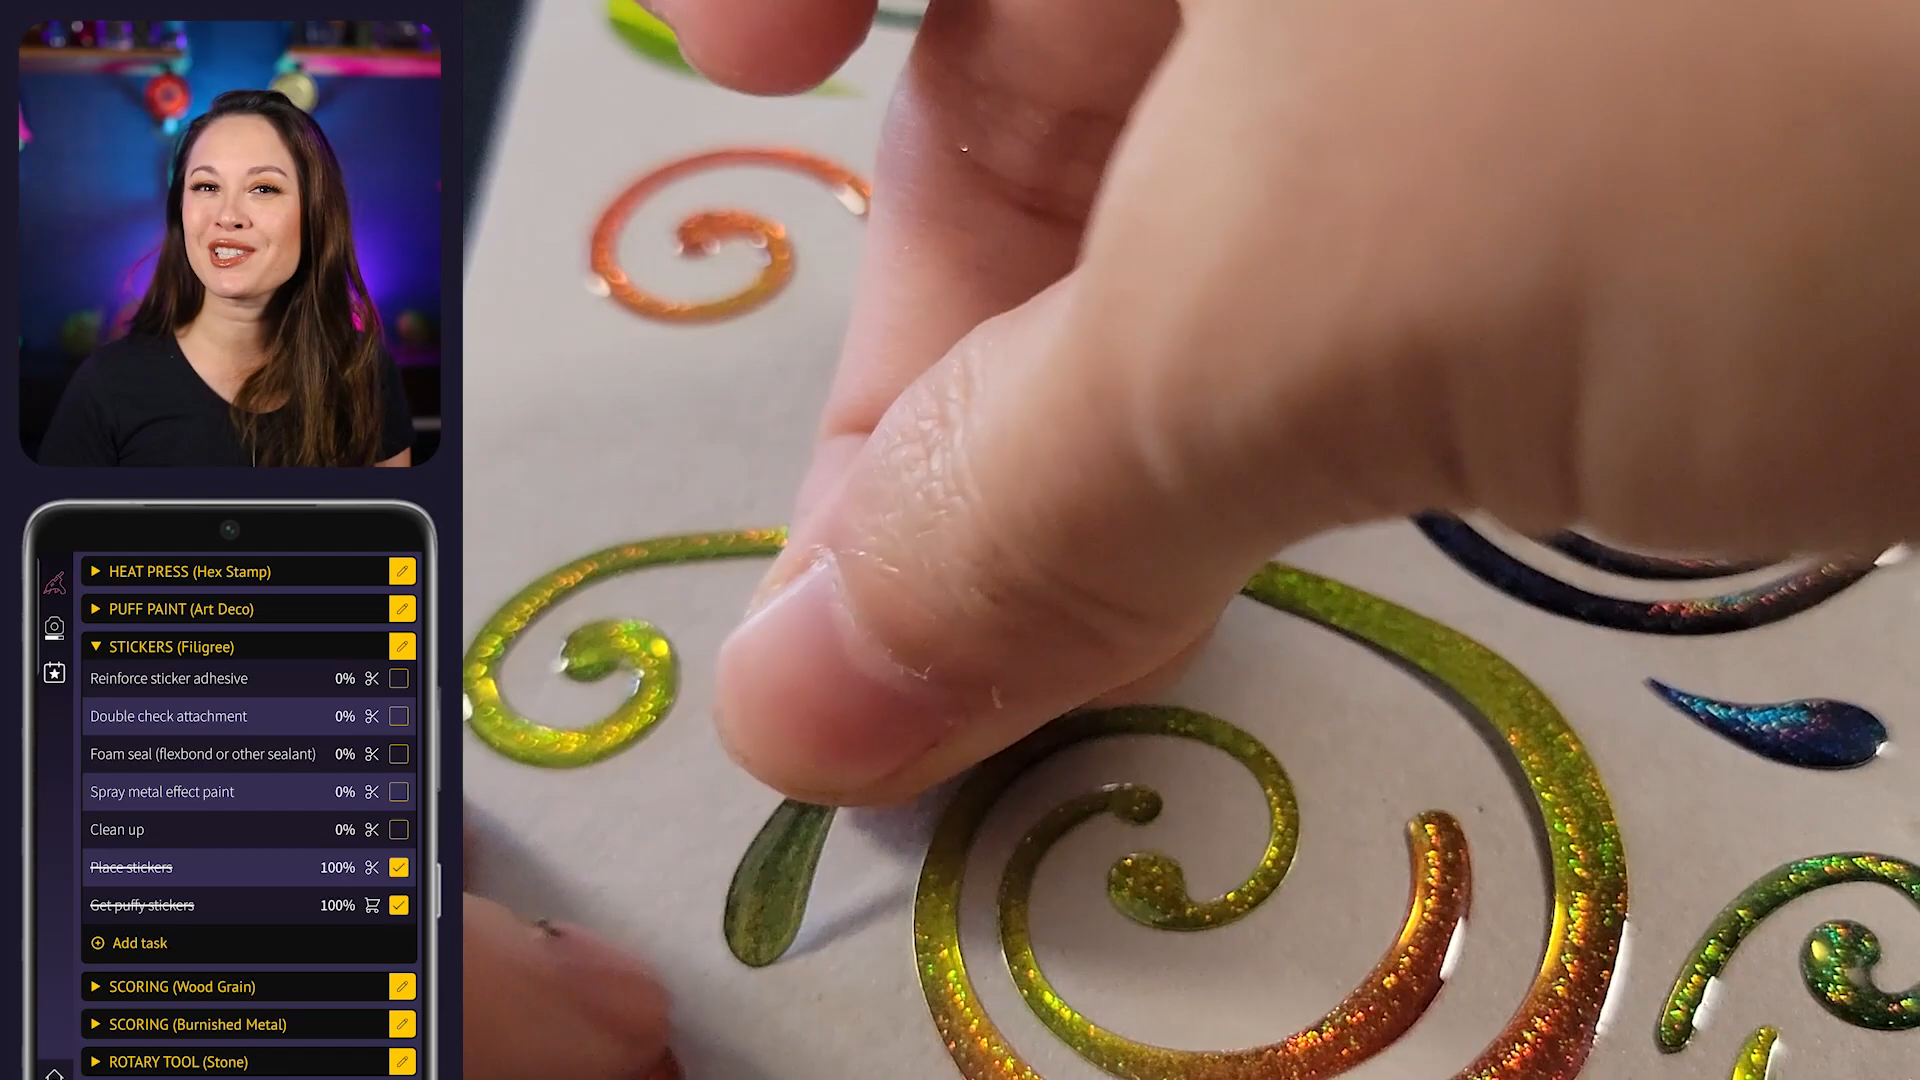 HEAT PRESS (Hex Stamp)
PUFF PAINT (Art Deco)
STICKERS (Filigree)
Reinforce sticker adhesive 0%
Double check attachment 0%
Foam seal (flexbond or other sealant) 0%
Spray metal effect paint 0%
Clean up 0%
Place stickers 100%
Get puffy stickers 100%
Add task
SCORING (Wood Grain)
SCORING (Burnished Metal)
ROTARY TOOL (Stone)